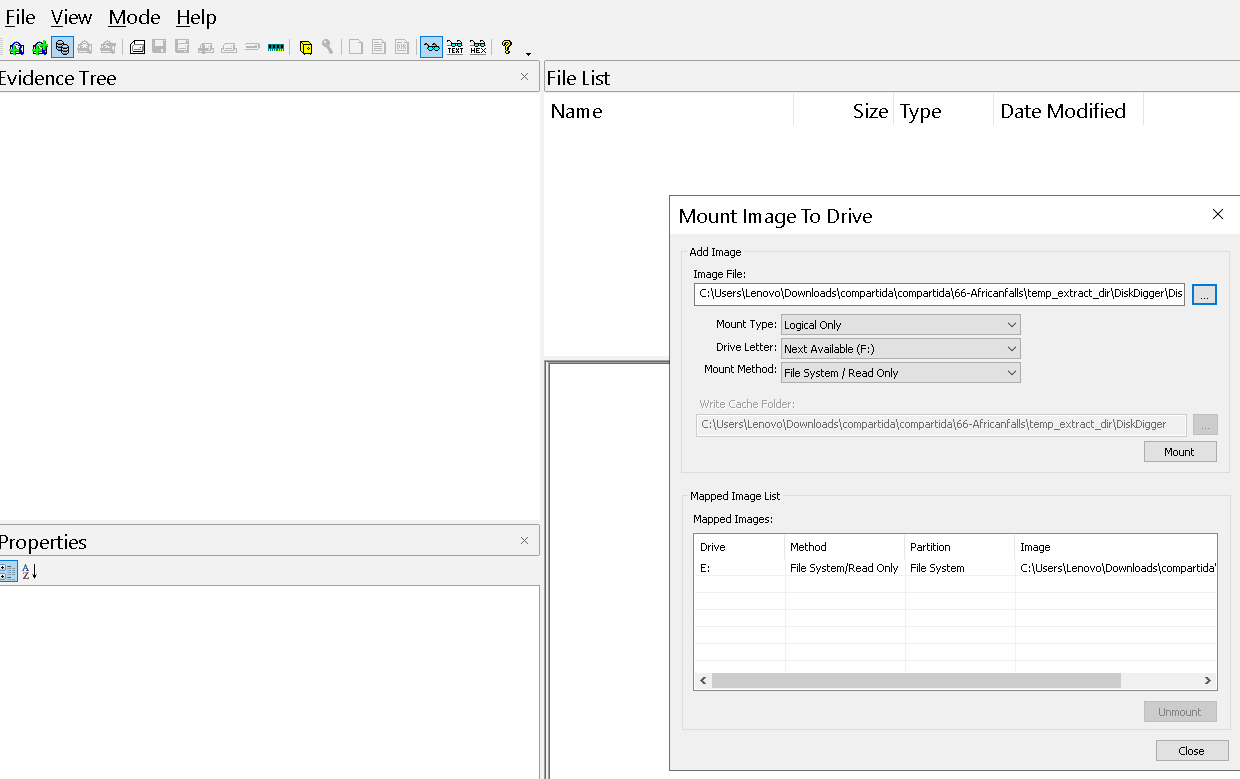 File View Mode Help
TEXT HEX
Evidence Tree
File List
Name Size Type Date Modified
Mount Image To Drive
Add Image
Image File:
C:\Users\Lenovo\Downloads\compartida\compartida\66-Africanfalls\temp_extract_dir\DiskDigger\Dis
...
Mount Type: Logical Only
Drive Letter: Next Available (F:)
Mount Method: File System / Read Only
Write Cache Folder:
C:\Users\Lenovo\Downloads\compartida\compartida\66-Africanfalls\temp_extract_dir\DiskDigger
...
Mount
Mapped Image List
Mapped Images:
Drive Method Partition Image
E: File System/Read Only File System C:\Users\Lenovo\Downloads\compartida\
Unmount
Close
Properties
A
Z